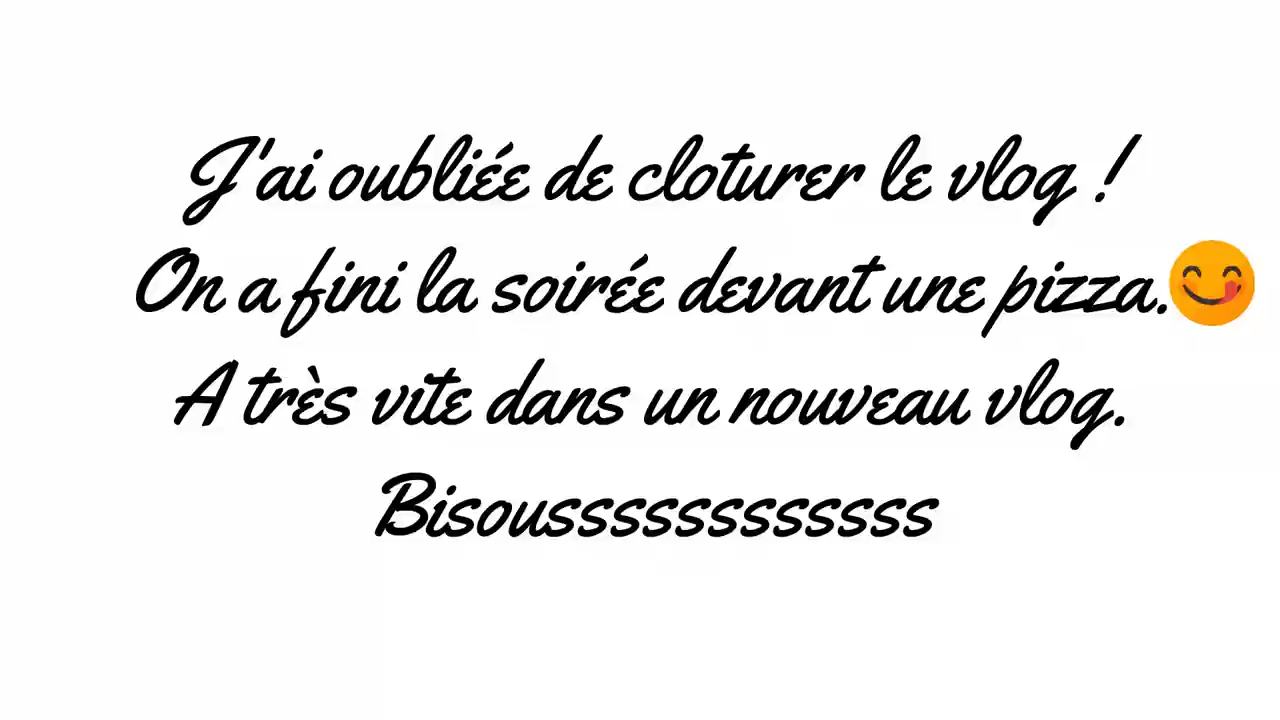 J'ai oubliée de cloturer le vlog !
On a fini la soirée devant une pizza.😋
A très vite dans un nouveau vlog.
Bisousssssssssssss